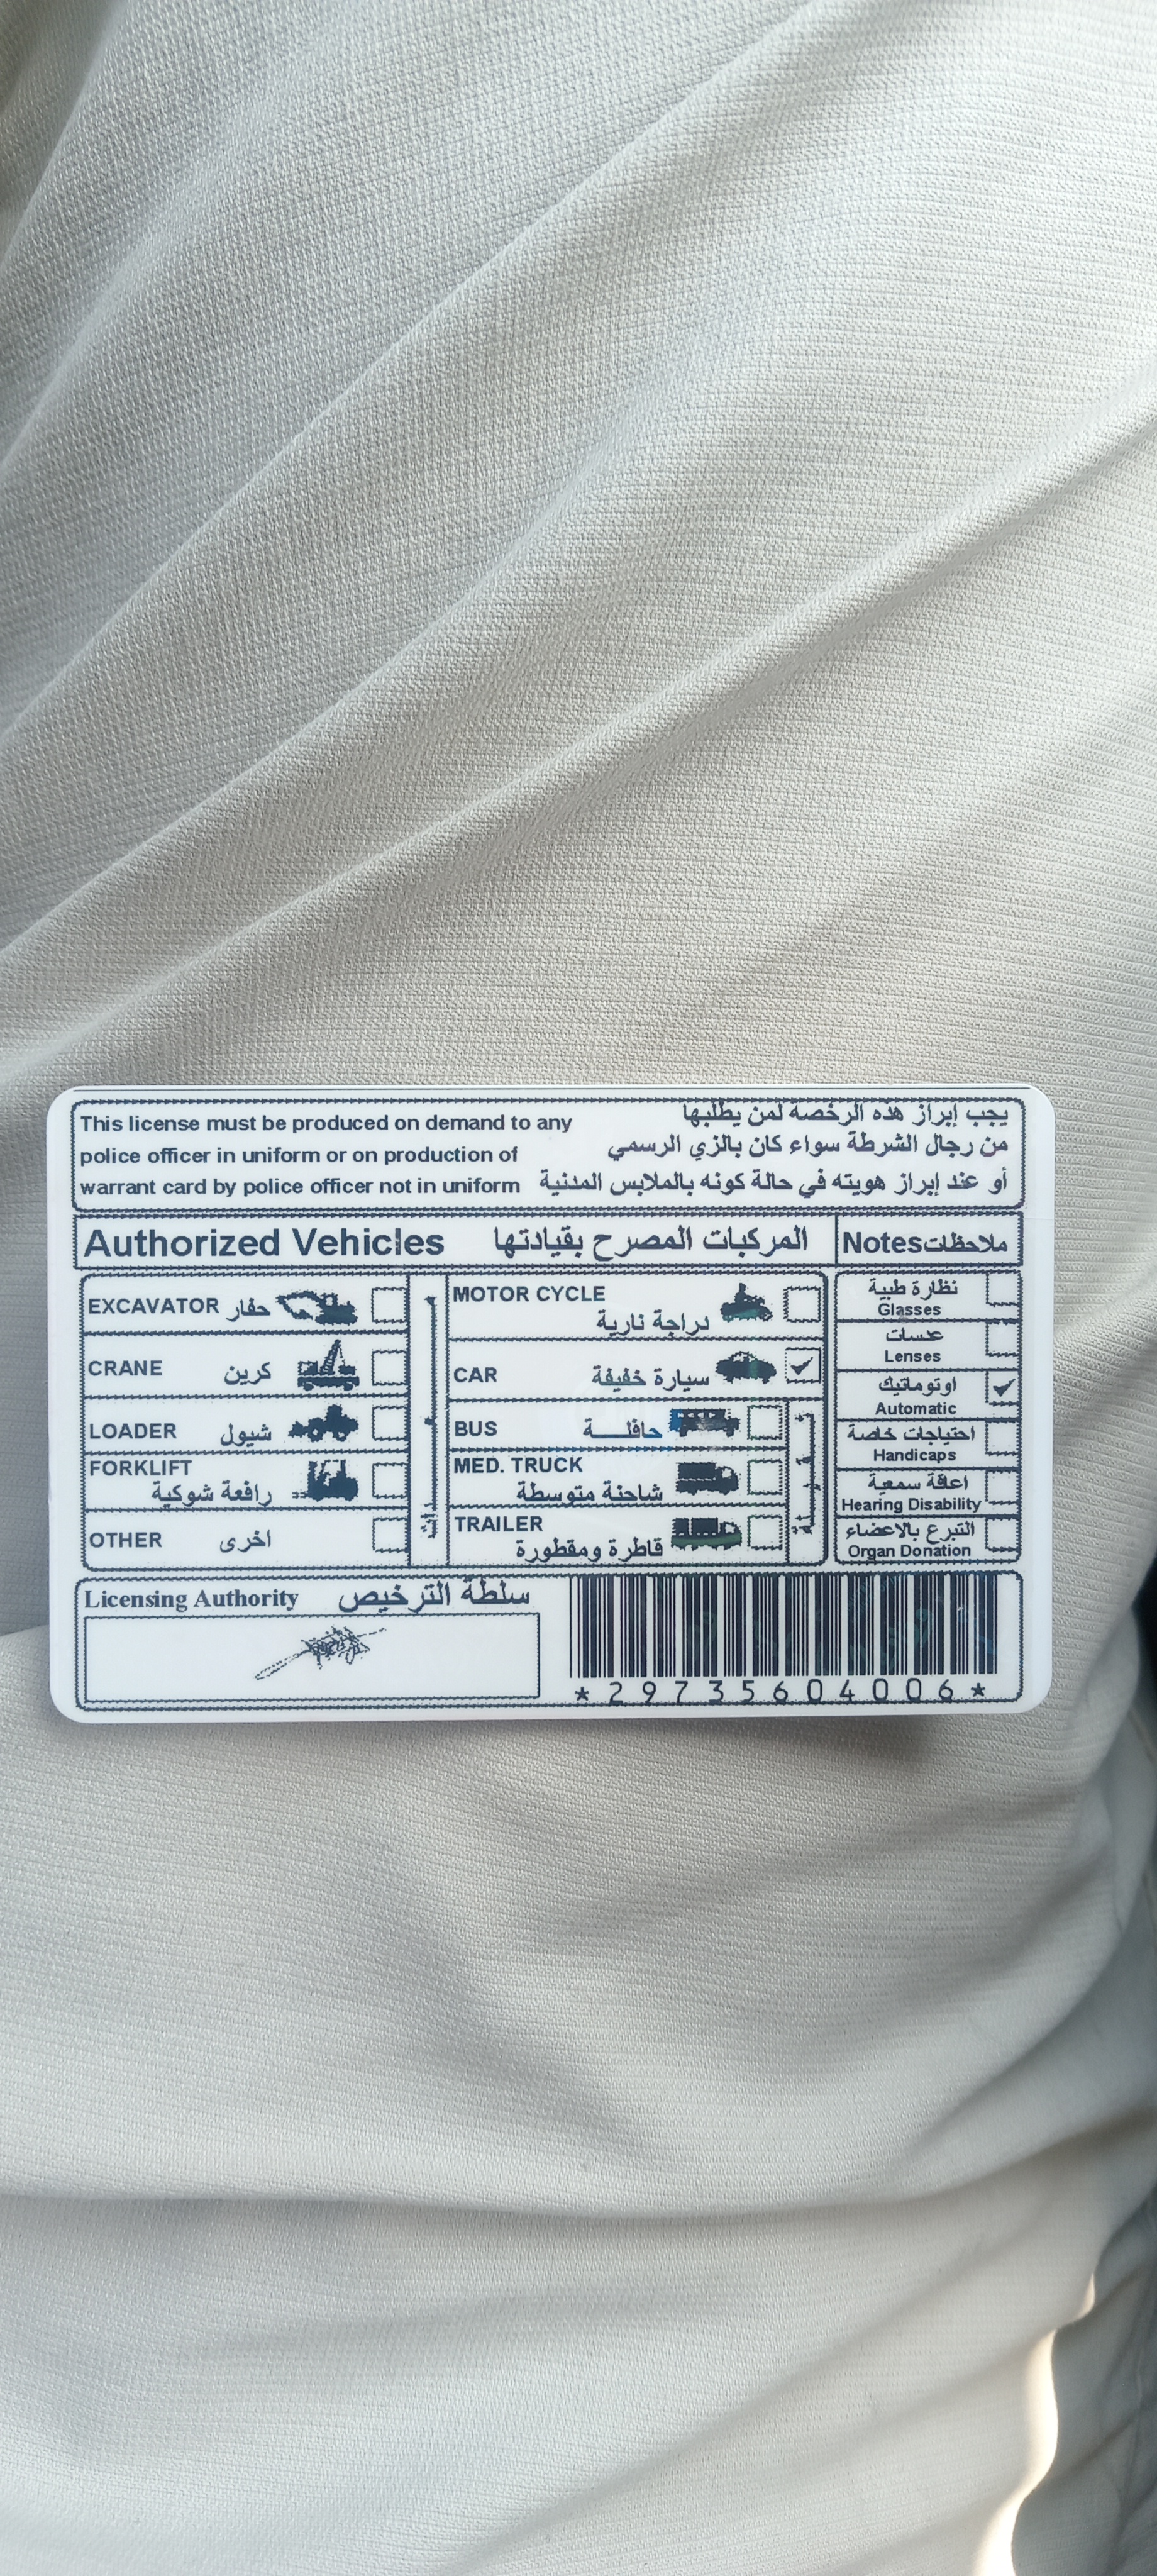 This license must be produced on demand to any
police officer in uniform or on production of
warrant card by police officer not in uniform
يجب إبراز هذه الرخصة لمن يطلبها
من رجال الشرطة سواء كان بالزي الرسمي
أو عند إبراز هويته في حالة كونه بالملابس المدنية
Authorized Vehicles المركبات المصرح بقيادتها
Notes ملاحظات
EXCAVATOR حفار
CRANE كرين
LOADER شيول
FORKLIFT
رافعة شوكية
OTHER اخرى
MOTOR CYCLE
دراجة نارية
CAR سيارة خفيفة
BUS حافلـــة
MED. TRUCK
شاحنة متوسطة
TRAILER
قاطرة ومقطورة
نظارة طبية
Glasses
عدسات
Lenses
اوتوماتيك
Automatic
احتياجات خاصة
Handicaps
اعاقة سمعية
Hearing Disability
التبرع بالاعضاء
Organ Donation
Licensing Authority سلطة الترخيص
*29735604006*